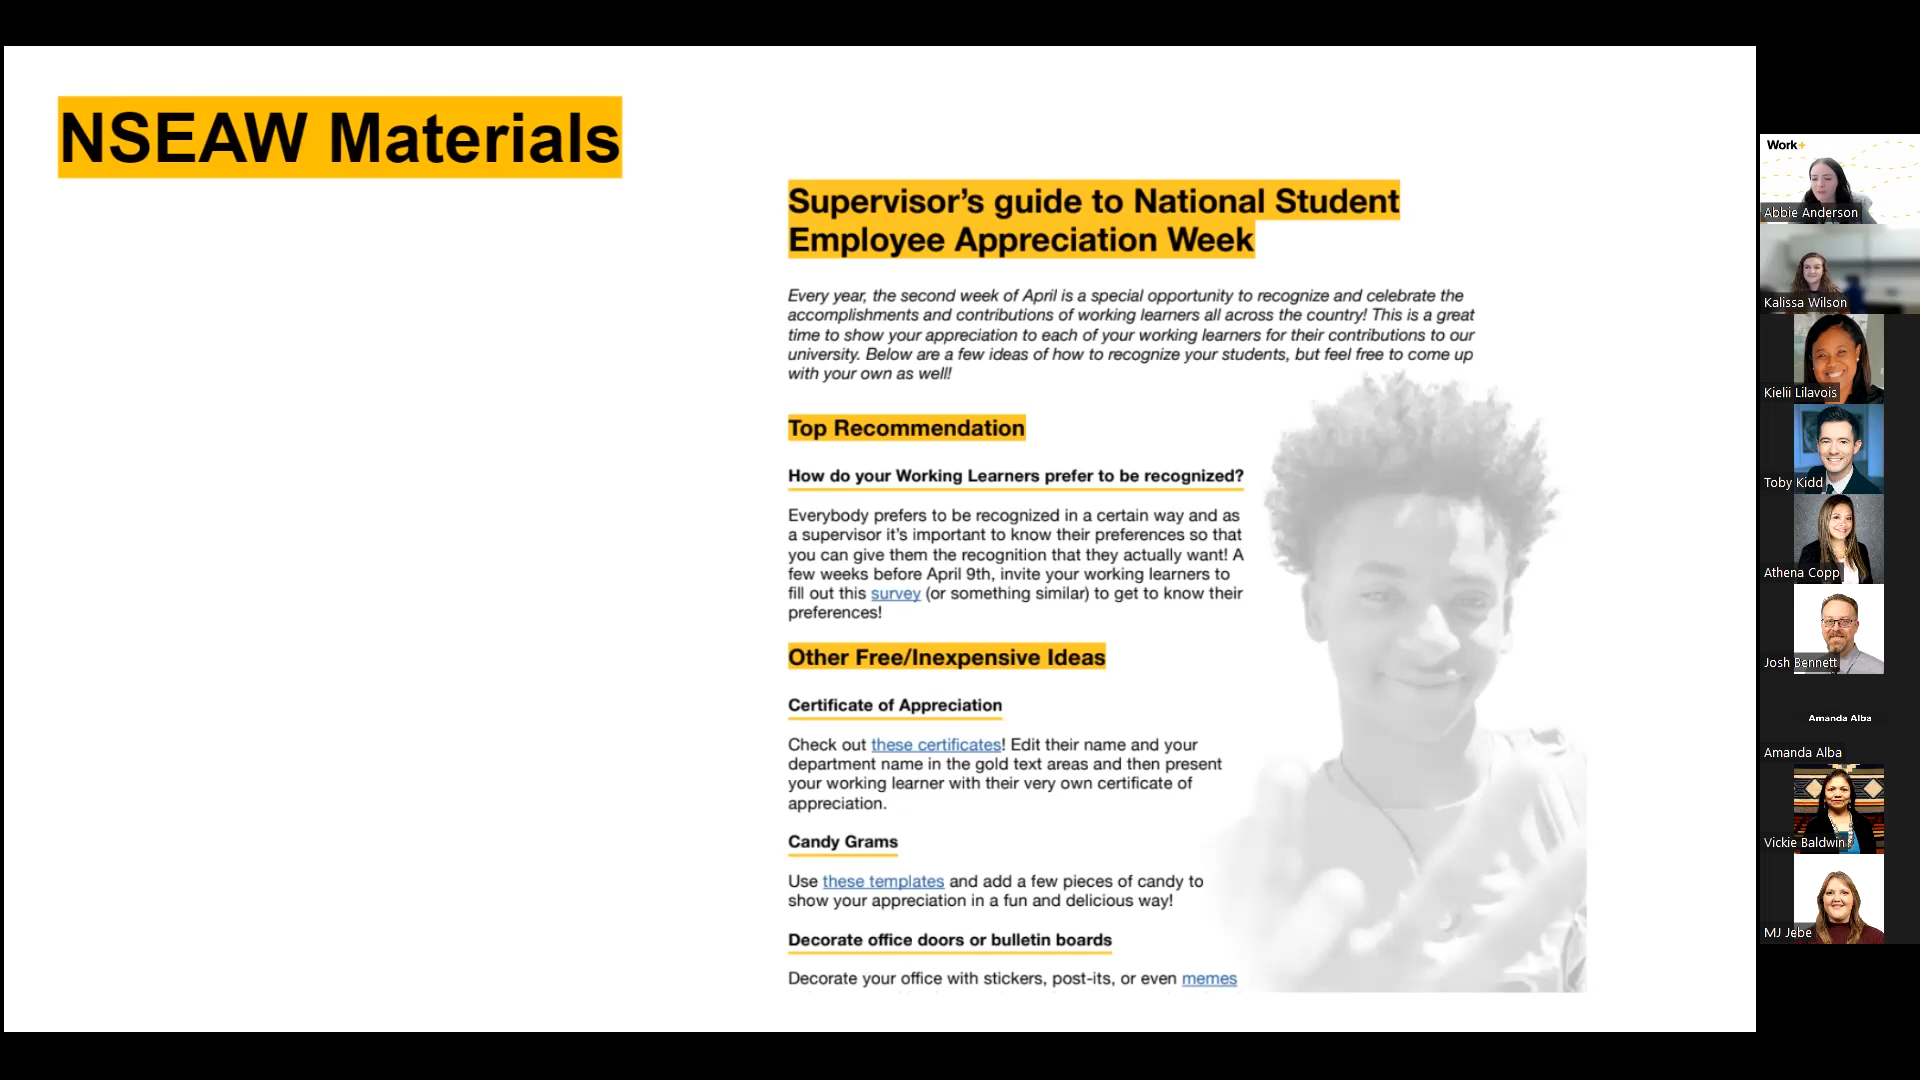 NSEAW Materials
Supervisor’s guide to National Student
Employee Appreciation Week
Every year, the second week of April is a special opportunity to recognize and celebrate the
accomplishments and contributions of working learners all across the country! This is a great
time to show your appreciation to each of your working learners for their contributions to our
university. Below are a few ideas of how to recognize your students, but feel free to come up
with your own as well!
Top Recommendation
How do your Working Learners prefer to be recognized?
Everybody prefers to be recognized in a certain way and as
a supervisor it’s important to know their preferences so that
you can give them the recognition that they actually want! A
few weeks before April 9th, invite your working learners to
fill out this survey (or something similar) to get to know their
preferences!
Other Free/Inexpensive Ideas
Certificate of Appreciation
Check out these certificates! Edit their name and your
department name in the gold text areas and then present
your working learner with their very own certificate of
appreciation.
Candy Grams
Use these templates and add a few pieces of candy to
show your appreciation in a fun and delicious way!
Decorate office doors or bulletin boards
Decorate your office with stickers, post-its, or even memes
Work+
Abbie Anderson
Kalissa Wilson
Kielii Lilavois
Toby Kidd
Athena Copp
Josh Bennett
Amanda Alba
Amanda Alba
Vickie Baldwin
MJ Jebe